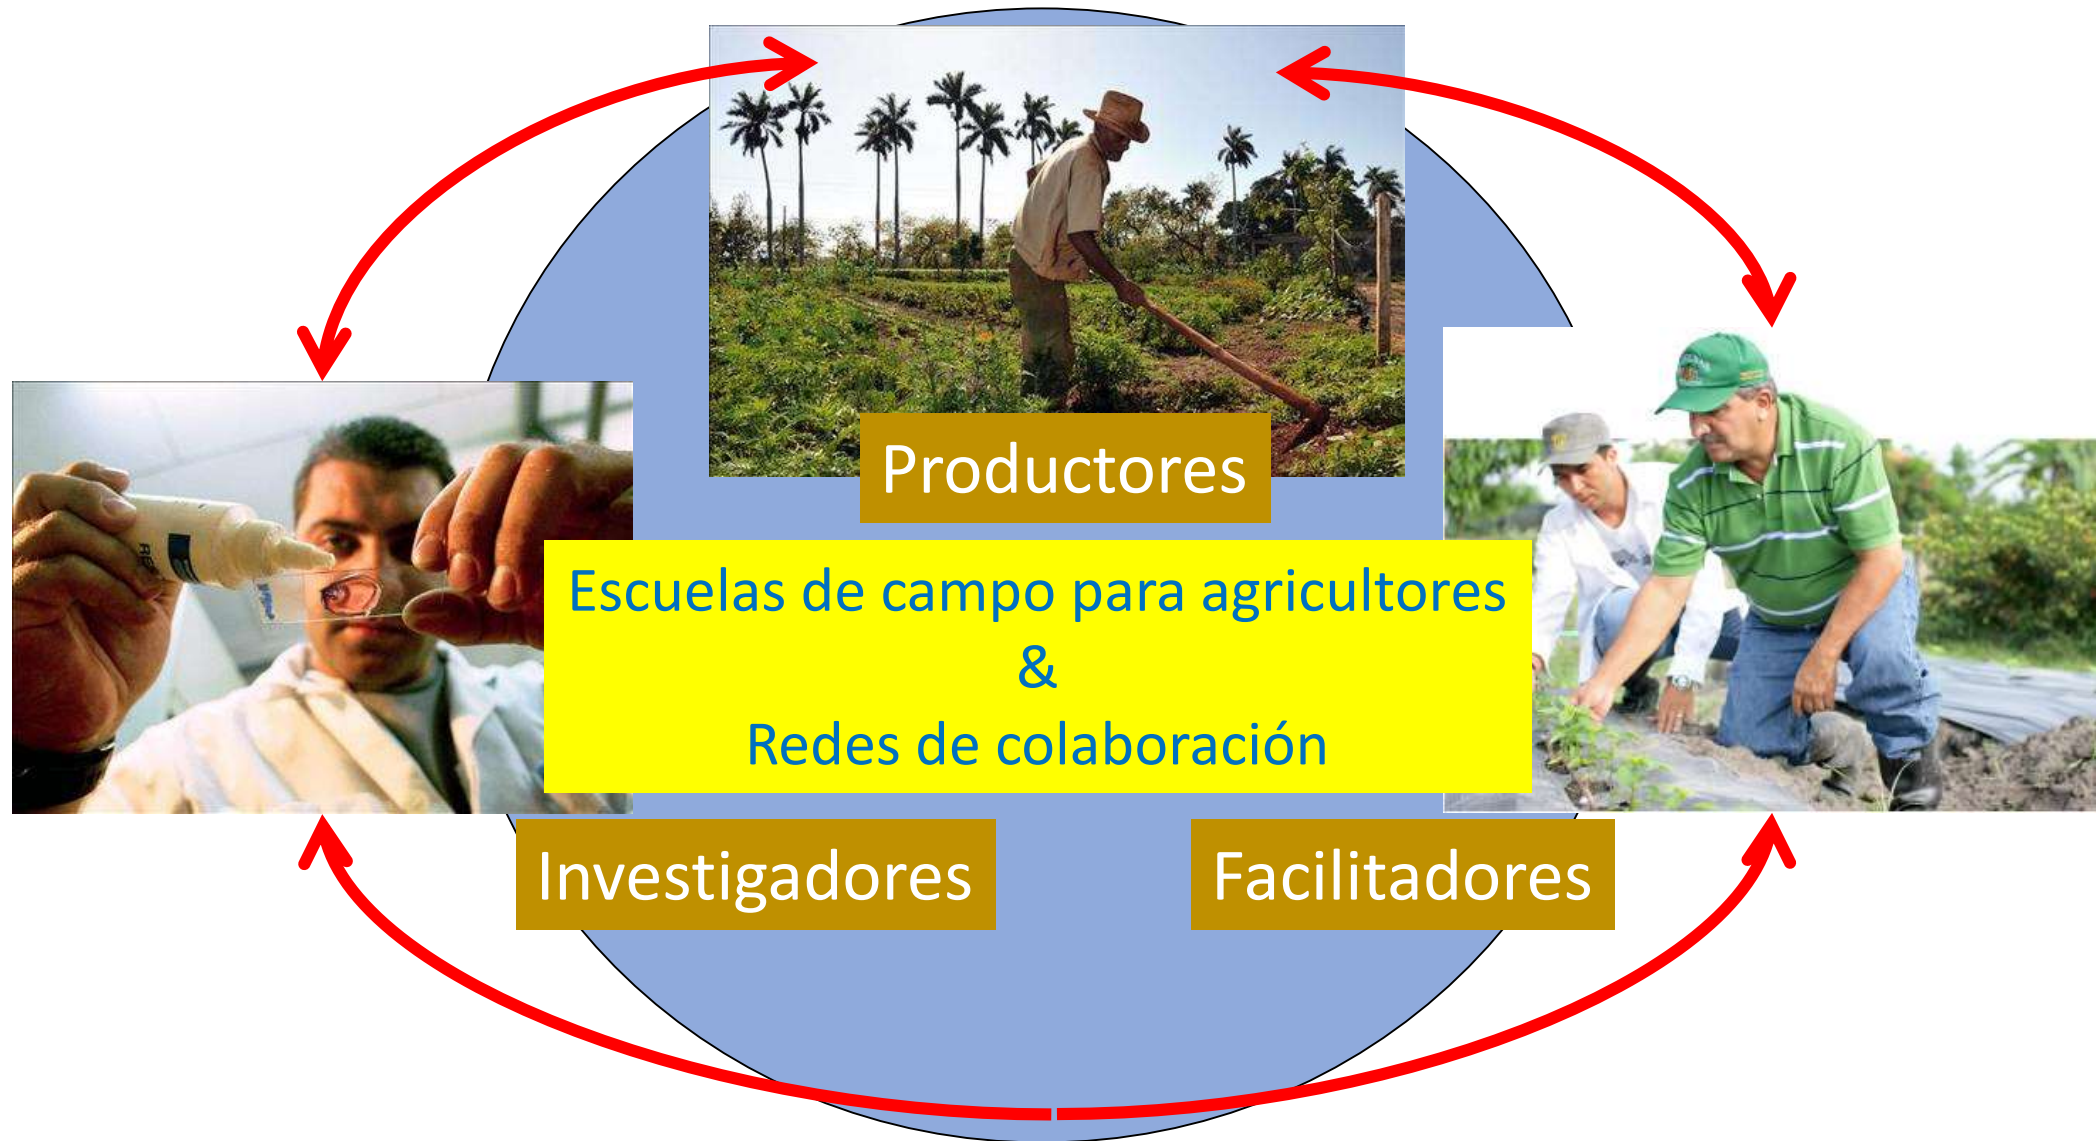 Productores
Escuelas de campo para agricultores
&
Redes de colaboración
Investigadores
Facilitadores